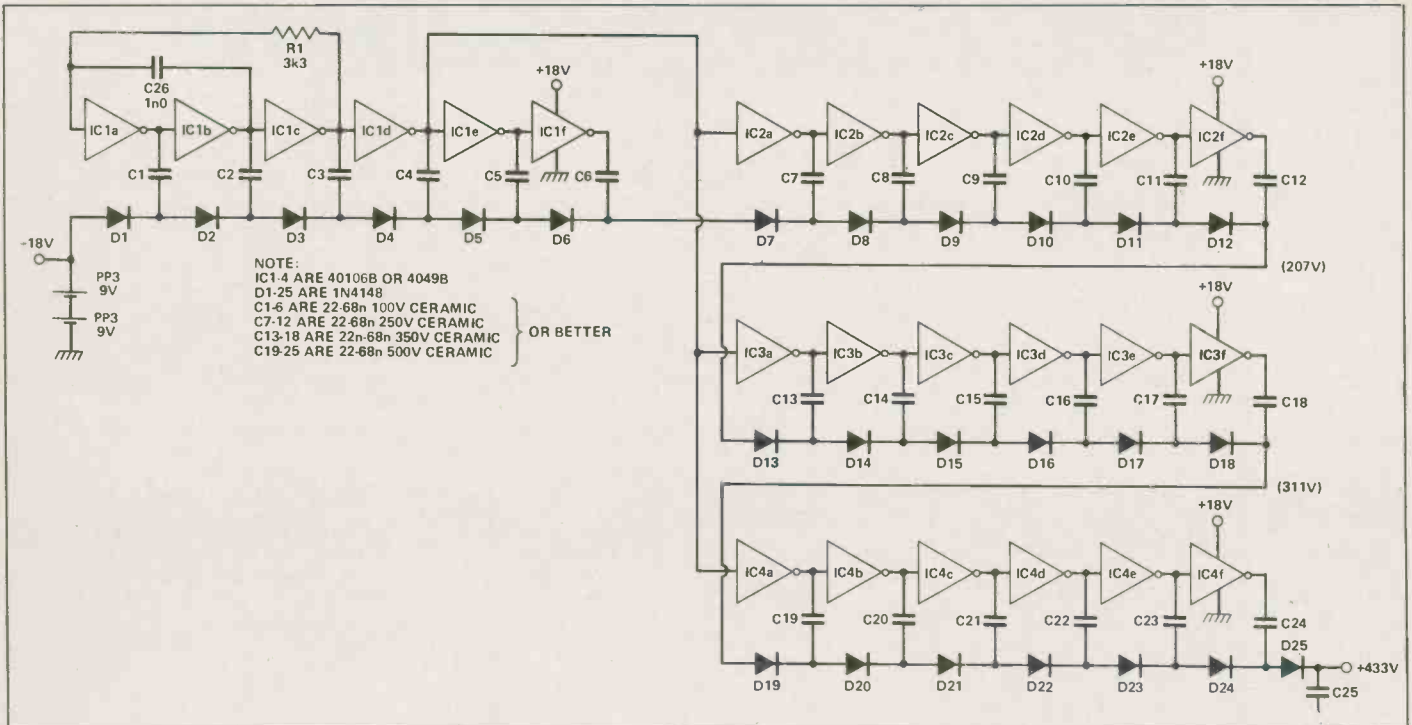 R1
3k3
C26
1n0
+18V
IC1a
IC1b
IC1c
IC1d
IC1e
IC1f
C1
C2
C3
C4
C5
C6
D1
D2
D3
D4
D5
D6
-18V
PP3
9V
PP3
9V
NOTE:
IC1-4 ARE 40106B OR 4049B
D1-25 ARE 1N4148
C1-6 ARE 22-68n 100V CERAMIC
C7-12 ARE 22-68n 250V CERAMIC
C13-18 ARE 22n-68n 350V CERAMIC
C19-25 ARE 22-68n 500V CERAMIC
OR BETTER
+18V
IC2a
IC2b
IC2c
IC2d
IC2e
IC2f
C7
C8
C9
C10
C11
C12
D7
D8
D9
D10
D11
D12
(207V)
+18V
IC3a
IC3b
IC3c
IC3d
IC3e
IC3f
C13
C14
C15
C16
C17
C18
D13
D14
D15
D16
D17
D18
(311V)
+18V
IC4a
IC4b
IC4c
IC4d
IC4e
IC4f
C19
C20
C21
C22
C23
C24
D25
D19
D20
D21
D22
D23
D24
+433V
C25